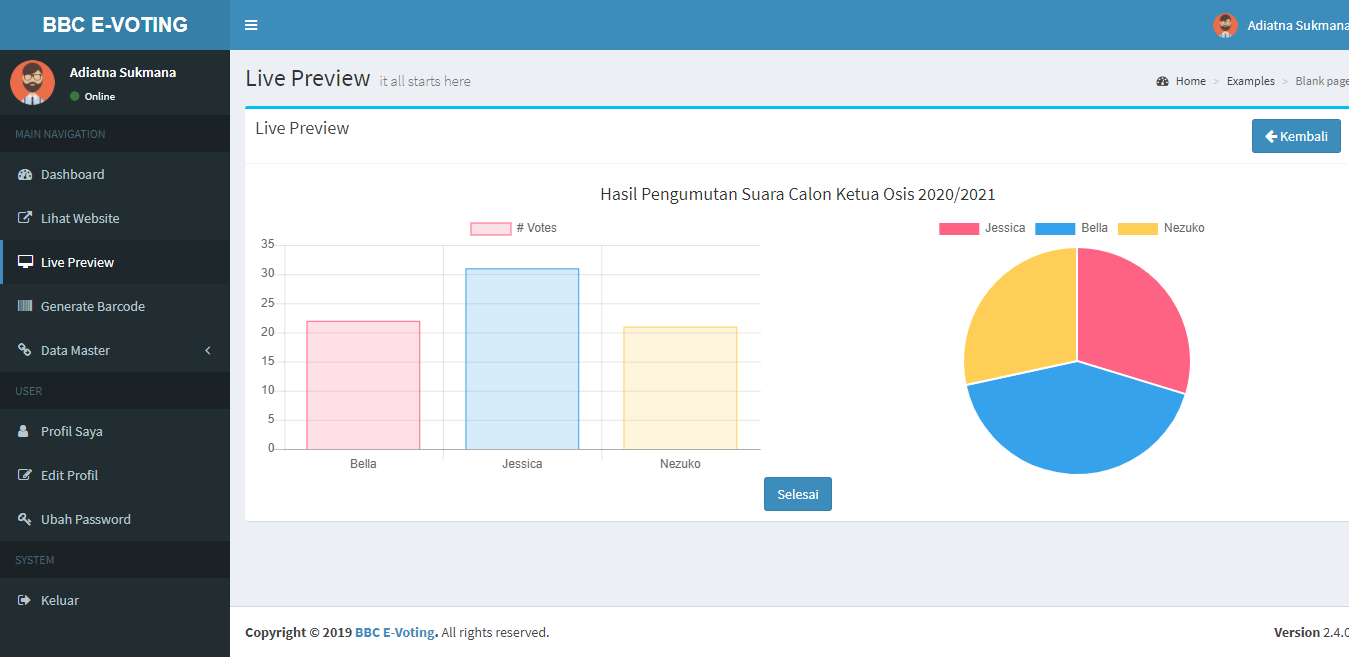 BBC E-VOTING
Adiatna Sukmana
Adiatna Sukmana
Online
MAIN NAVIGATION
Dashboard
Lihat Website
Live Preview
Generate Barcode
Data Master
USER
Profil Saya
Edit Profil
Ubah Password
SYSTEM
Keluar
Live Preview it all starts here
Home > Examples > Blank page
Live Preview
Kembali
Hasil Pengumutan Suara Calon Ketua Osis 2020/2021
# Votes
35
30
25
20
15
10
5
0
Bella Jessica Nezuko
Jessica Bella Nezuko
Selesai
Copyright © 2019 BBC E-Voting. All rights reserved.
Version 2.4.0